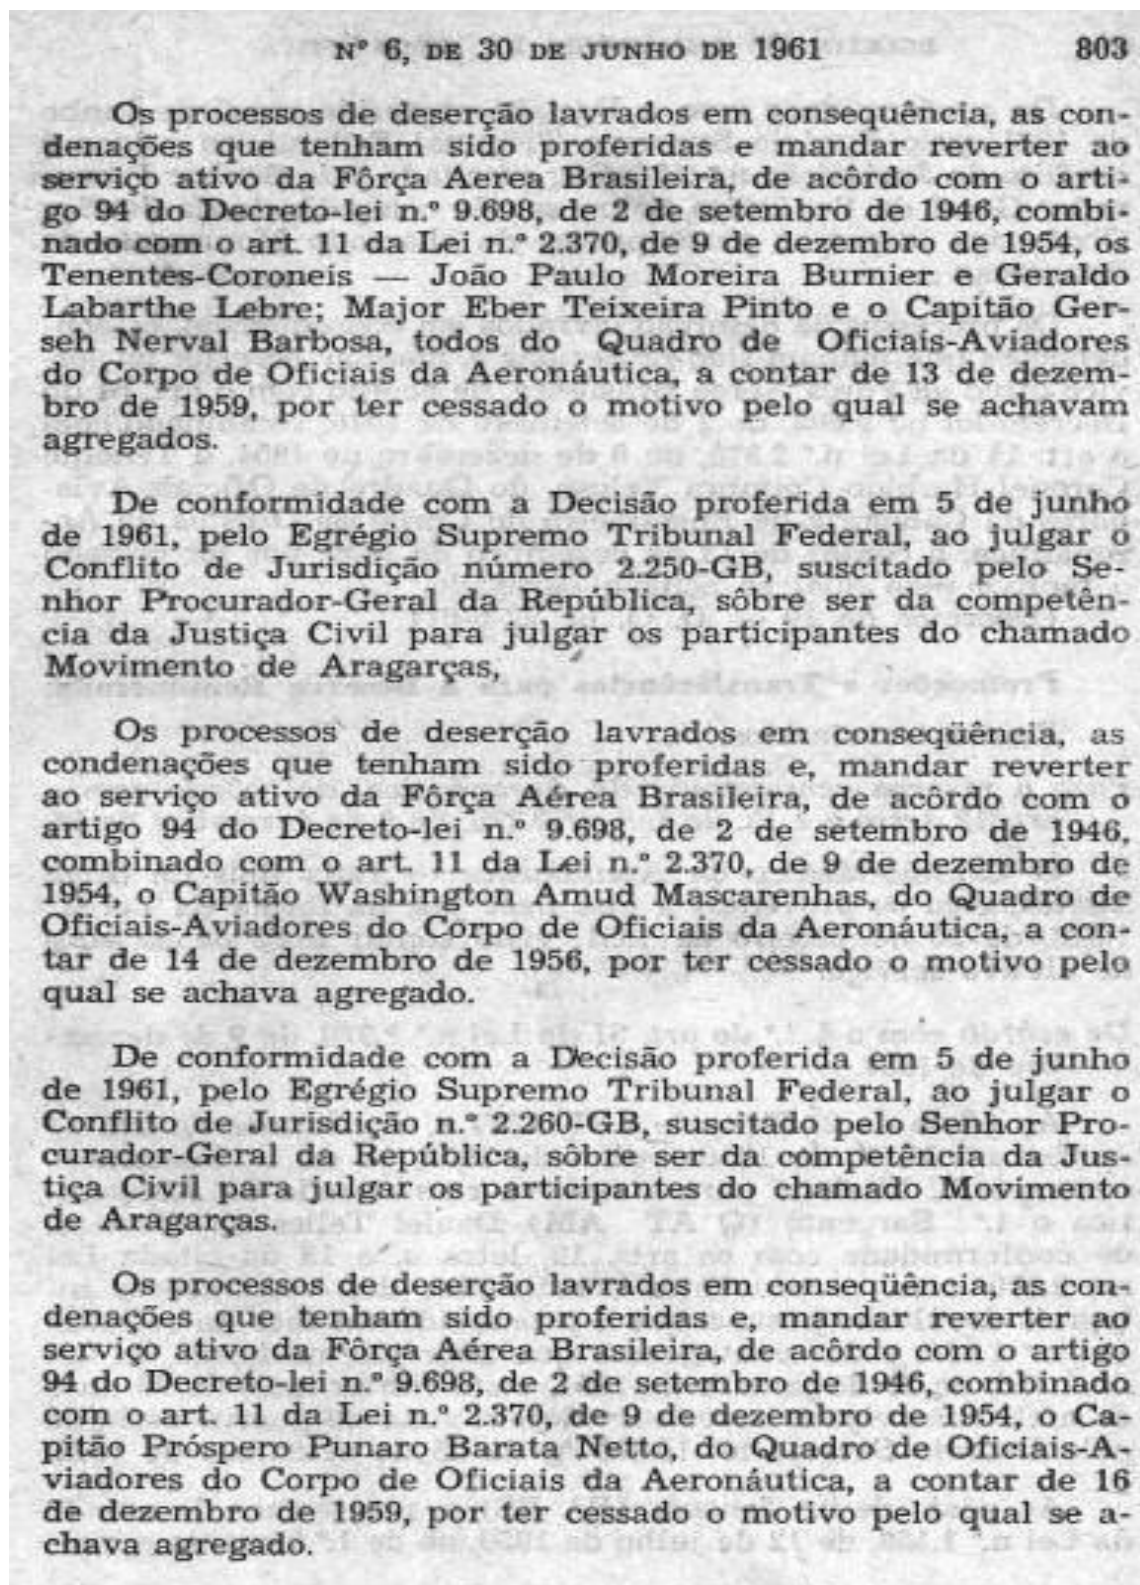 Nº 6, DE 30 DE JUNHO DE 1961 803
Os processos de deserção lavrados em consequência, as con-
denações que tenham sido proferidas e mandar reverter ao
serviço ativo da Fôrça Aerea Brasileira, de acôrdo com o arti-
go 94 do Decreto-lei n.º 9.698, de 2 de setembro de 1946, combi-
nado com o art. 11 da Lei n.º 2.370, de 9 de dezembro de 1954, os
Tenentes-Coroneis — João Paulo Moreira Burnier e Geraldo
Labarthe Lebre; Major Eber Teixeira Pinto e o Capitão Ger-
seh Nerval Barbosa, todos do Quadro de Oficiais-Aviadores
do Corpo de Oficiais da Aeronáutica, a contar de 13 de dezem-
bro de 1959, por ter cessado o motivo pelo qual se achavam
agregados.
De conformidade com a Decisão proferida em 5 de junho
de 1961, pelo Egrégio Supremo Tribunal Federal, ao julgar o
Conflito de Jurisdição número 2.250-GB, suscitado pelo Se-
nhor Procurador-Geral da República, sôbre ser da competên-
cia da Justiça Civil para julgar os participantes do chamado
Movimento de Aragarças,
Os processos de deserção lavrados em conseqüência, as
condenações que tenham sido proferidas e, mandar reverter
ao serviço ativo da Fôrça Aérea Brasileira, de acôrdo com o
artigo 94 do Decreto-lei n.º 9.698, de 2 de setembro de 1946,
combinado com o art. 11 da Lei n.º 2.370, de 9 de dezembro de
1954, o Capitão Washington Amud Mascarenhas, do Quadro de
Oficiais-Aviadores do Corpo de Oficiais da Aeronáutica, a con-
tar de 14 de dezembro de 1956, por ter cessado o motivo pelo
qual se achava agregado.
De conformidade com a Decisão proferida em 5 de junho
de 1961, pelo Egrégio Supremo Tribunal Federal, ao julgar o
Conflito de Jurisdição n.º 2.260-GB, suscitado pelo Senhor Pro-
curador-Geral da República, sôbre ser da competência da Jus-
tiça Civil para julgar os participantes do chamado Movimento
de Aragarças.
Os processos de deserção lavrados em conseqüência, as con-
denações que tenham sido proferidas e, mandar reverter ao
serviço ativo da Fôrça Aérea Brasileira, de acôrdo com o artigo
94 do Decreto-lei n.º 9.698, de 2 de setembro de 1946, combinado
com o art. 11 da Lei n.º 2.370, de 9 de dezembro de 1954, o Ca-
pitão Próspero Punaro Barata Netto, do Quadro de Oficiais-A-
viadores do Corpo de Oficiais da Aeronáutica, a contar de 16
de dezembro de 1959, por ter cessado o motivo pelo qual se a-
chava agregado.